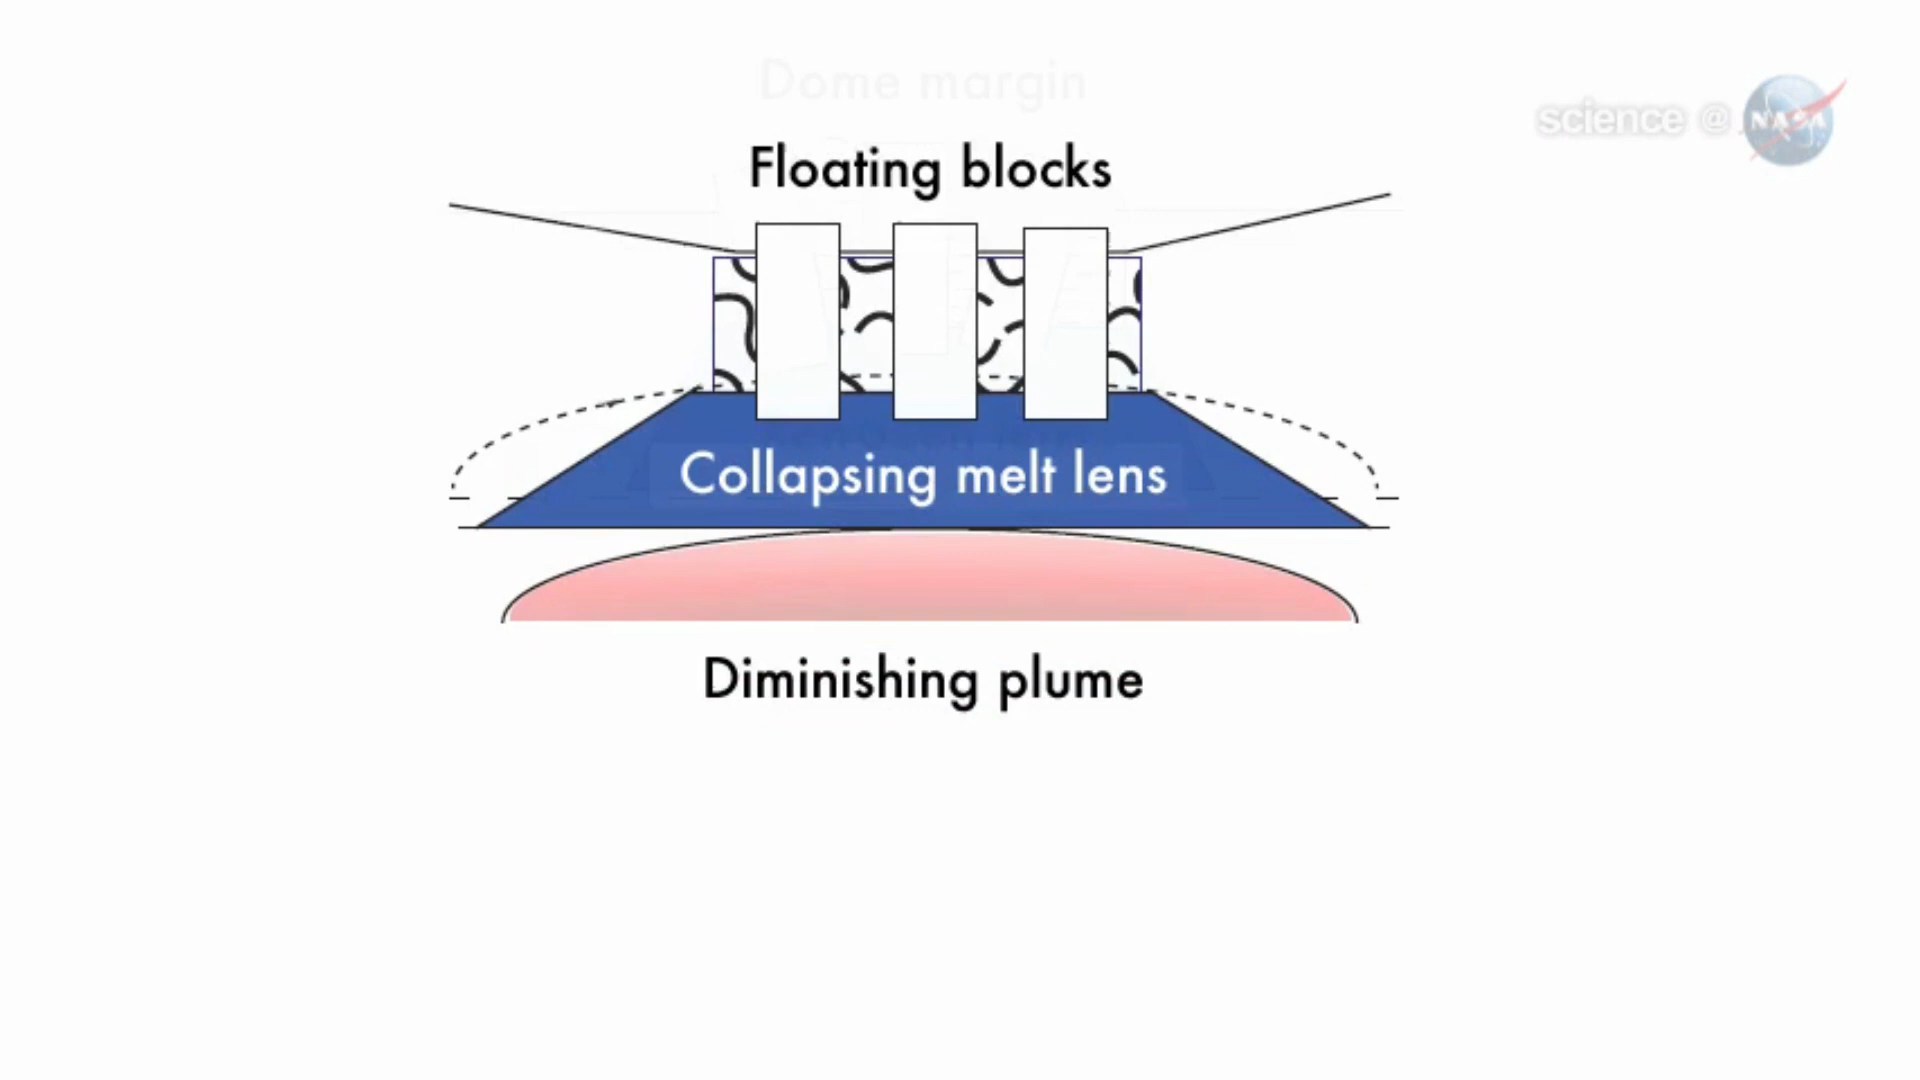 Dome margin
science @ NASA
Floating blocks
Collapsing melt lens
Diminishing plume